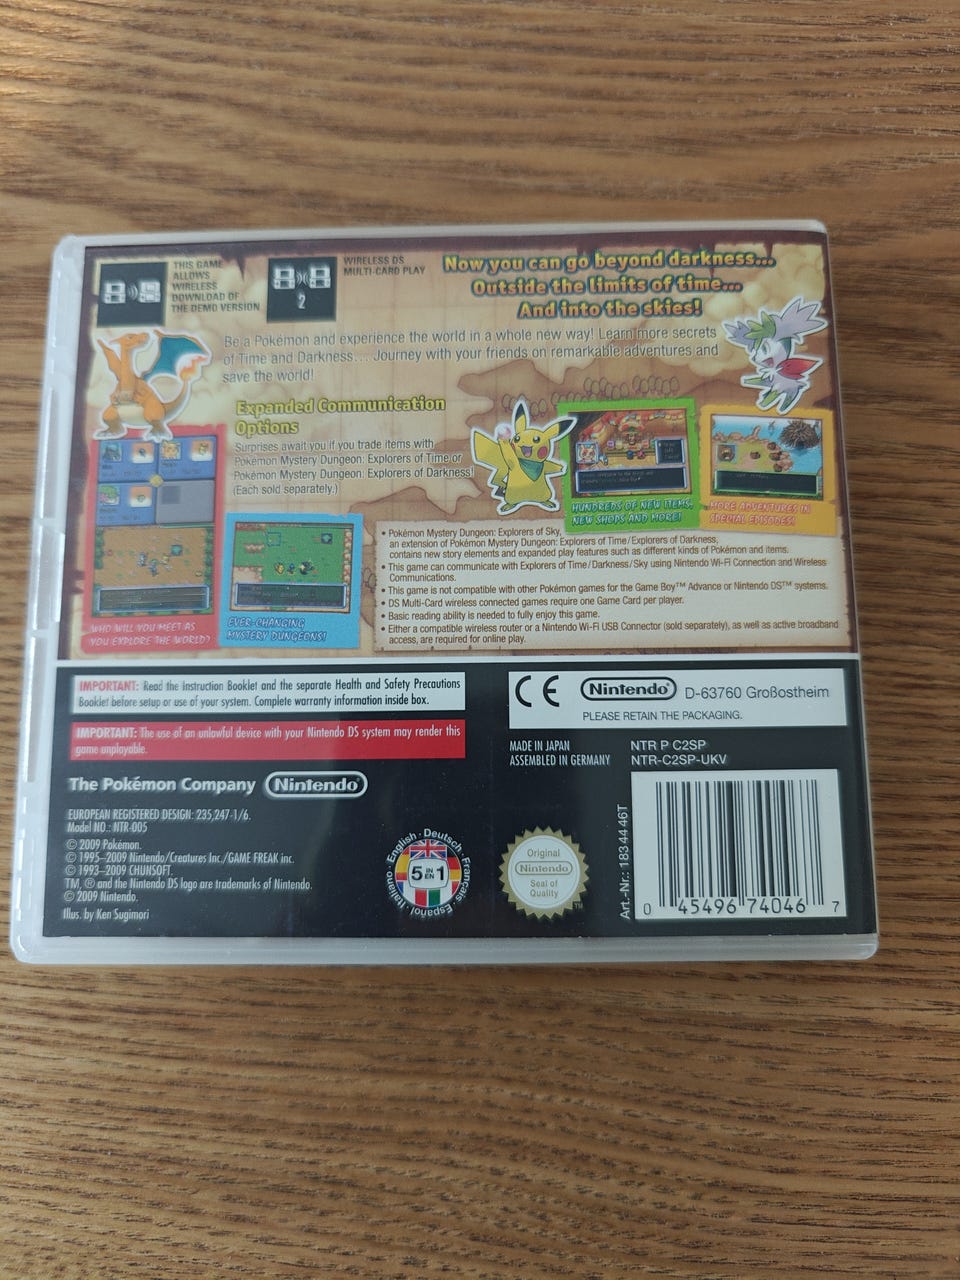 THIS GAME
ALLOWS
WIRELESS
DOWNLOAD OF
THE DEMO VERSION
2
WIRELESS DS
MULTI-CARD PLAY
Now you can go beyond darkness...
Outside the limits of time...
And into the skies!
Be a Pokémon and experience the world in a whole new way! Learn more secrets
of Time and Darkness.... Journey with your friends on remarkable adventures and
save the world!
Expanded Communication
Options
Surprises await you if you trade items with
Pokémon Mystery Dungeon: Explorers of Time or
Pokémon Mystery Dungeon: Explorers of Darkness!
(Each sold separately.)
HUNDREDS OF NEW ITEMS,
NEW SHOPS AND MORE!
MORE ADVENTURES IN
SPECIAL EPISODES!
WHO WILL YOU MEET AS
YOU EXPLORE THE WORLD?
EVER-CHANGING
MYSTERY DUNGEONS!
• Pokémon Mystery Dungeon: Explorers of Sky,
an extension of Pokémon Mystery Dungeon: Explorers of Time/Explorers of Darkness,
contains new story elements and expanded play features such as different kinds of Pokémon and items.
• This game can communicate with Explorers of Time/Darkness/Sky using Nintendo Wi-Fi Connection and Wireless
Communications.
• This game is not compatible with other Pokémon games for the Game Boy™ Advance or Nintendo DS™ systems.
• DS Multi-Card wireless connected games require one Game Card per player.
• Basic reading ability is needed to fully enjoy this game.
• Either a compatible wireless router or a Nintendo Wi-Fi USB Connector (sold separately), as well as active broadband
access, are required for online play.
IMPORTANT: Read the Instruction Booklet and the separate Health and Safety Precautions
Booklet before setup or use of your system. Complete warranty information inside box.
IMPORTANT: The use of an unlawful device with your Nintendo DS system may render this
game unplayable.
The Pokémon Company Nintendo®
EUROPEAN REGISTERED DESIGN: 235,247-1/6.
Model NO.: NTR-005
© 2009 Pokémon.
© 1995–2009 Nintendo/Creatures Inc./GAME FREAK inc.
© 1993–2009 CHUNSOFT.
TM, ® and the Nintendo DS logo are trademarks of Nintendo.
© 2009 Nintendo.
Illus. by Ken Sugimori
English · Deutsch · Français · Español · Italiano
5 IN EN 1
Original
Nintendo
Seal of
Quality
TM
CE Nintendo® D-63760 Großostheim
PLEASE RETAIN THE PACKAGING.
MADE IN JAPAN
ASSEMBLED IN GERMANY
NTR P C2SP
NTR-C2SP-UKV
Art.-Nr.: 1834446T
0 45496 74046 7